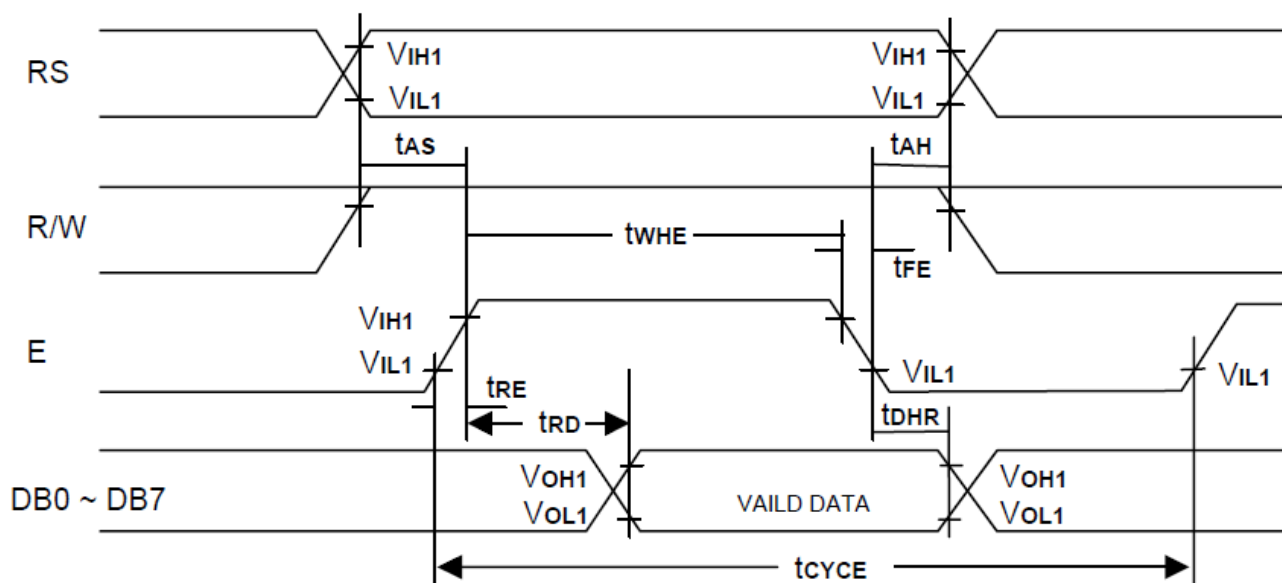 RS
VIH1
VIH1
VIL1
VIL1
tAS
tAH
R/W
tWHE
tFE
VIH1
E
VIL1
VIL1
VIL1
tRE
tRD
tDHR
VOH1
VOH1
DB0 ~ DB7
VAILD DATA
VOL1
VOL1
tCYCE